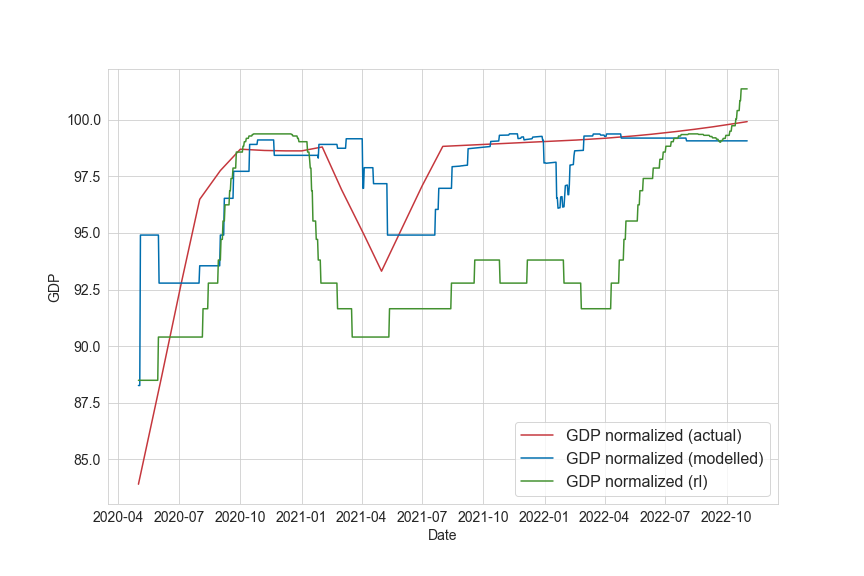 100.0
97.5
95.0
92.5
90.0
87.5
85.0
GDP
GDP normalized (actual)
GDP normalized (modelled)
GDP normalized (rl)
2020-04 2020-07 2020-10 2021-01 2021-04 2021-07 2021-10 2022-01 2022-04 2022-07 2022-10
Date